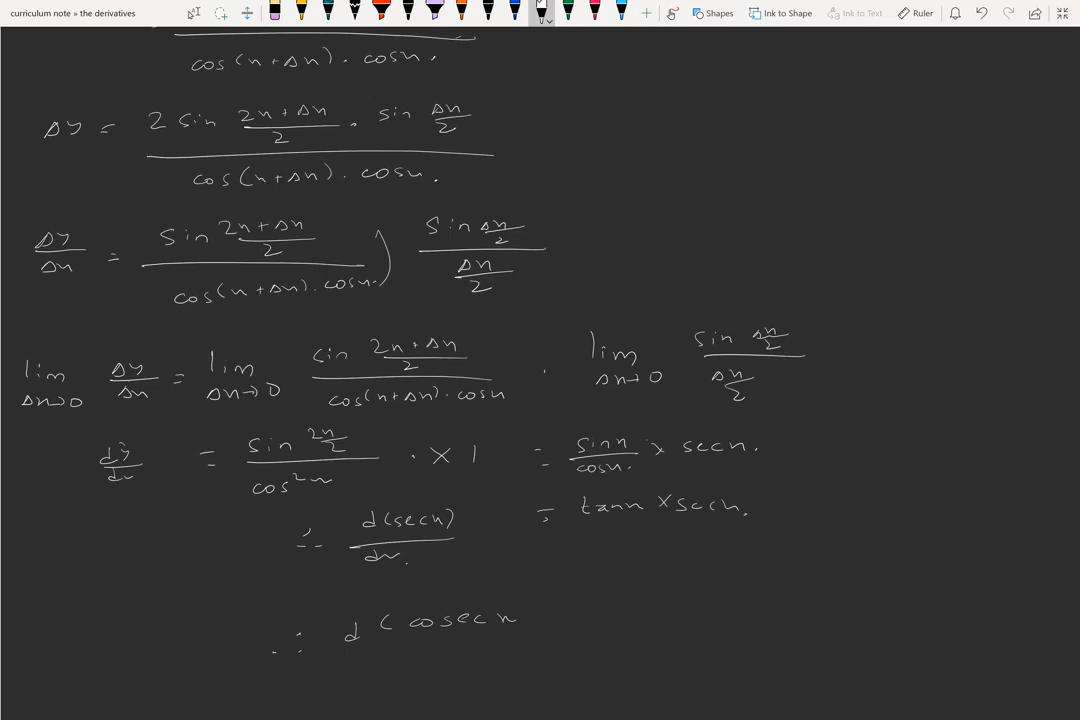 curriculum note » the derivatives
Shapes Ink to Shape Ink to Text Ruler
cos(x+Δx) . cosx.
Δy = (2 sin (2x+Δx)/2 . sin Δx/2) / (cos(x+Δx) . cosx.)
Δy/Δx = (sin (2x+Δx)/2) / (cos(x+Δx) . cosx.) ) (sin Δx/2) / (Δx/2)
lim Δx→0 Δy/Δx = lim Δx→0 (sin (2x+Δx)/2) / (cos(x+Δx) . cosx) . lim Δx→0 (sin Δx/2) / (Δx/2)
dy/dx = (sin 2x/2) / (cos²x) . × 1 = sinx/cosx. × secx.
∴ d(secx)/dx. = tanx × secx.
∴ d (cosecx